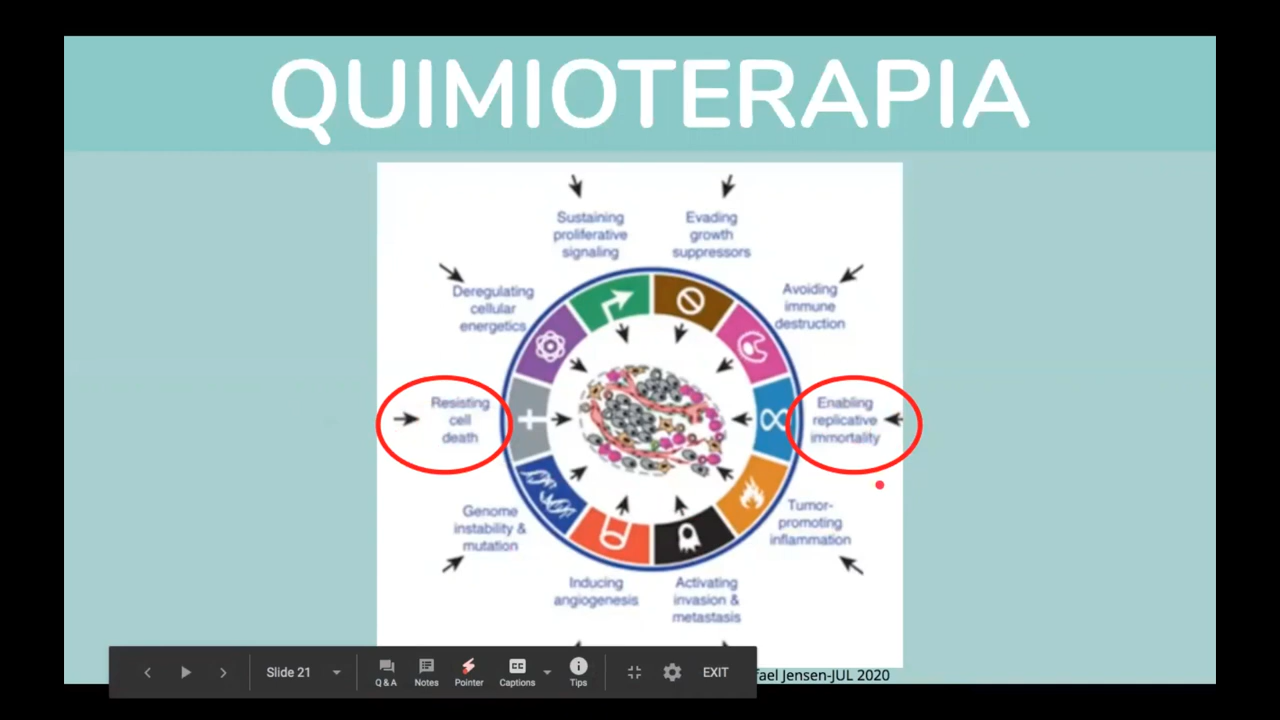 QUIMIOTERAPIA
Sustaining
proliferative
signaling
Evading
growth
suppressors
Deregulating
cellular
energetics
Avoiding
immune
destruction
Resisting
cell
death
Enabling
replicative
immortality
Genome
instability &
mutation
Tumor-
promoting
inflammation
Inducing
angiogenesis
Activating
invasion &
metastasis
Slide 21
Q & A
Notes
Pointer
CC
Captions
Tips
EXIT
fael Jensen-JUL 2020